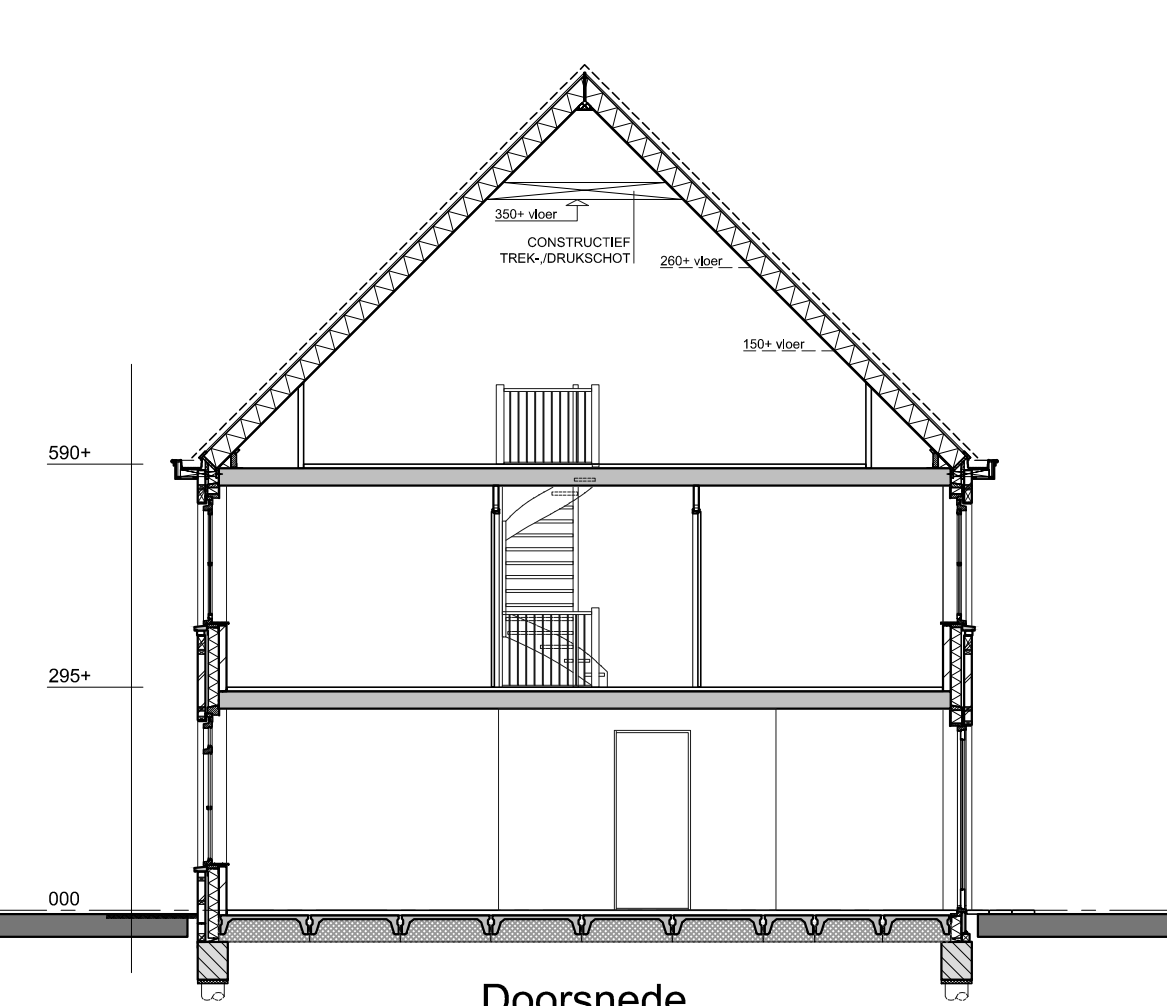 350+ vloer
CONSTRUCTIEF
TREK-,/DRUKSCHOT
260+ vloer
150+ vloer
590+
295+
000
Doorsnede